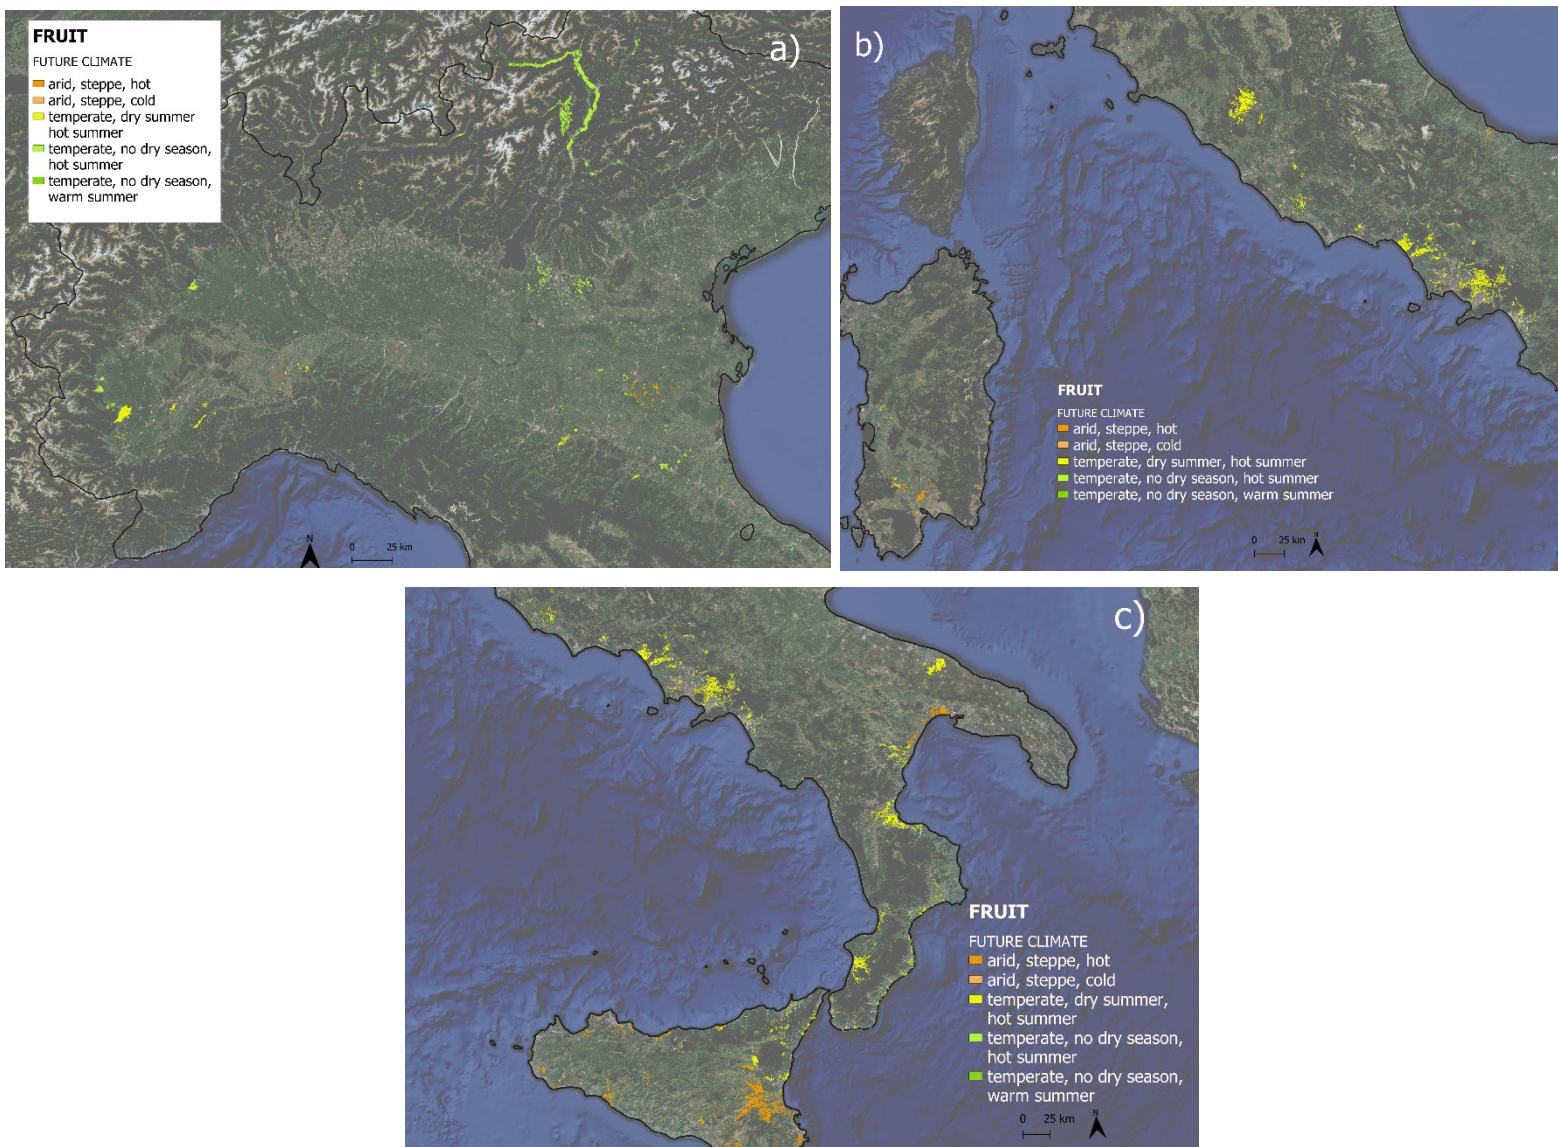 FRUIT
FUTURE CLIMATE
arid, steppe, hot
arid, steppe, cold
temperate, dry summer
hot summer
temperate, no dry season,
hot summer
temperate, no dry season,
warm summer
a)
N
0 25 km
b)
FRUIT
FUTURE CLIMATE
arid, steppe, hot
arid, steppe, cold
temperate, dry summer, hot summer
temperate, no dry season, hot summer
temperate, no dry season, warm summer
0 25 km
N
c)
FRUIT
FUTURE CLIMATE
arid, steppe, hot
arid, steppe, cold
temperate, dry summer,
hot summer
temperate, no dry season,
hot summer
temperate, no dry season,
warm summer
0 25 km
N